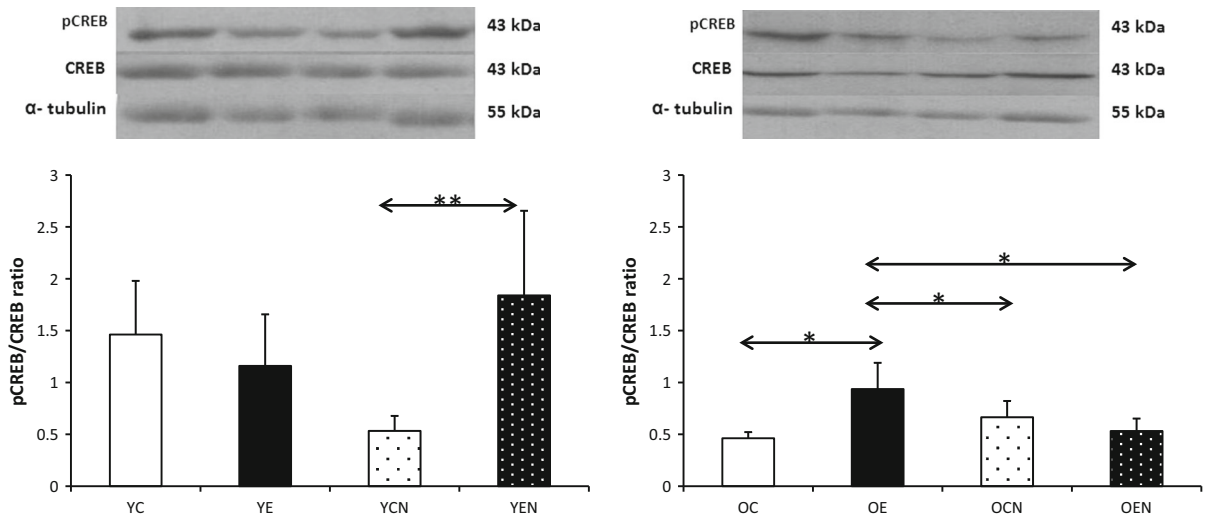 pCREB 43 kDa
CREB 43 kDa
α- tubulin 55 kDa
pCREB/CREB ratio
3
2.5
2
1.5
1
0.5
0
**
YC YE YCN YEN
pCREB 43 kDa
CREB 43 kDa
α- tubulin 55 kDa
pCREB/CREB ratio
3
2.5
2
1.5
1
0.5
0
*
*
*
OC OE OCN OEN